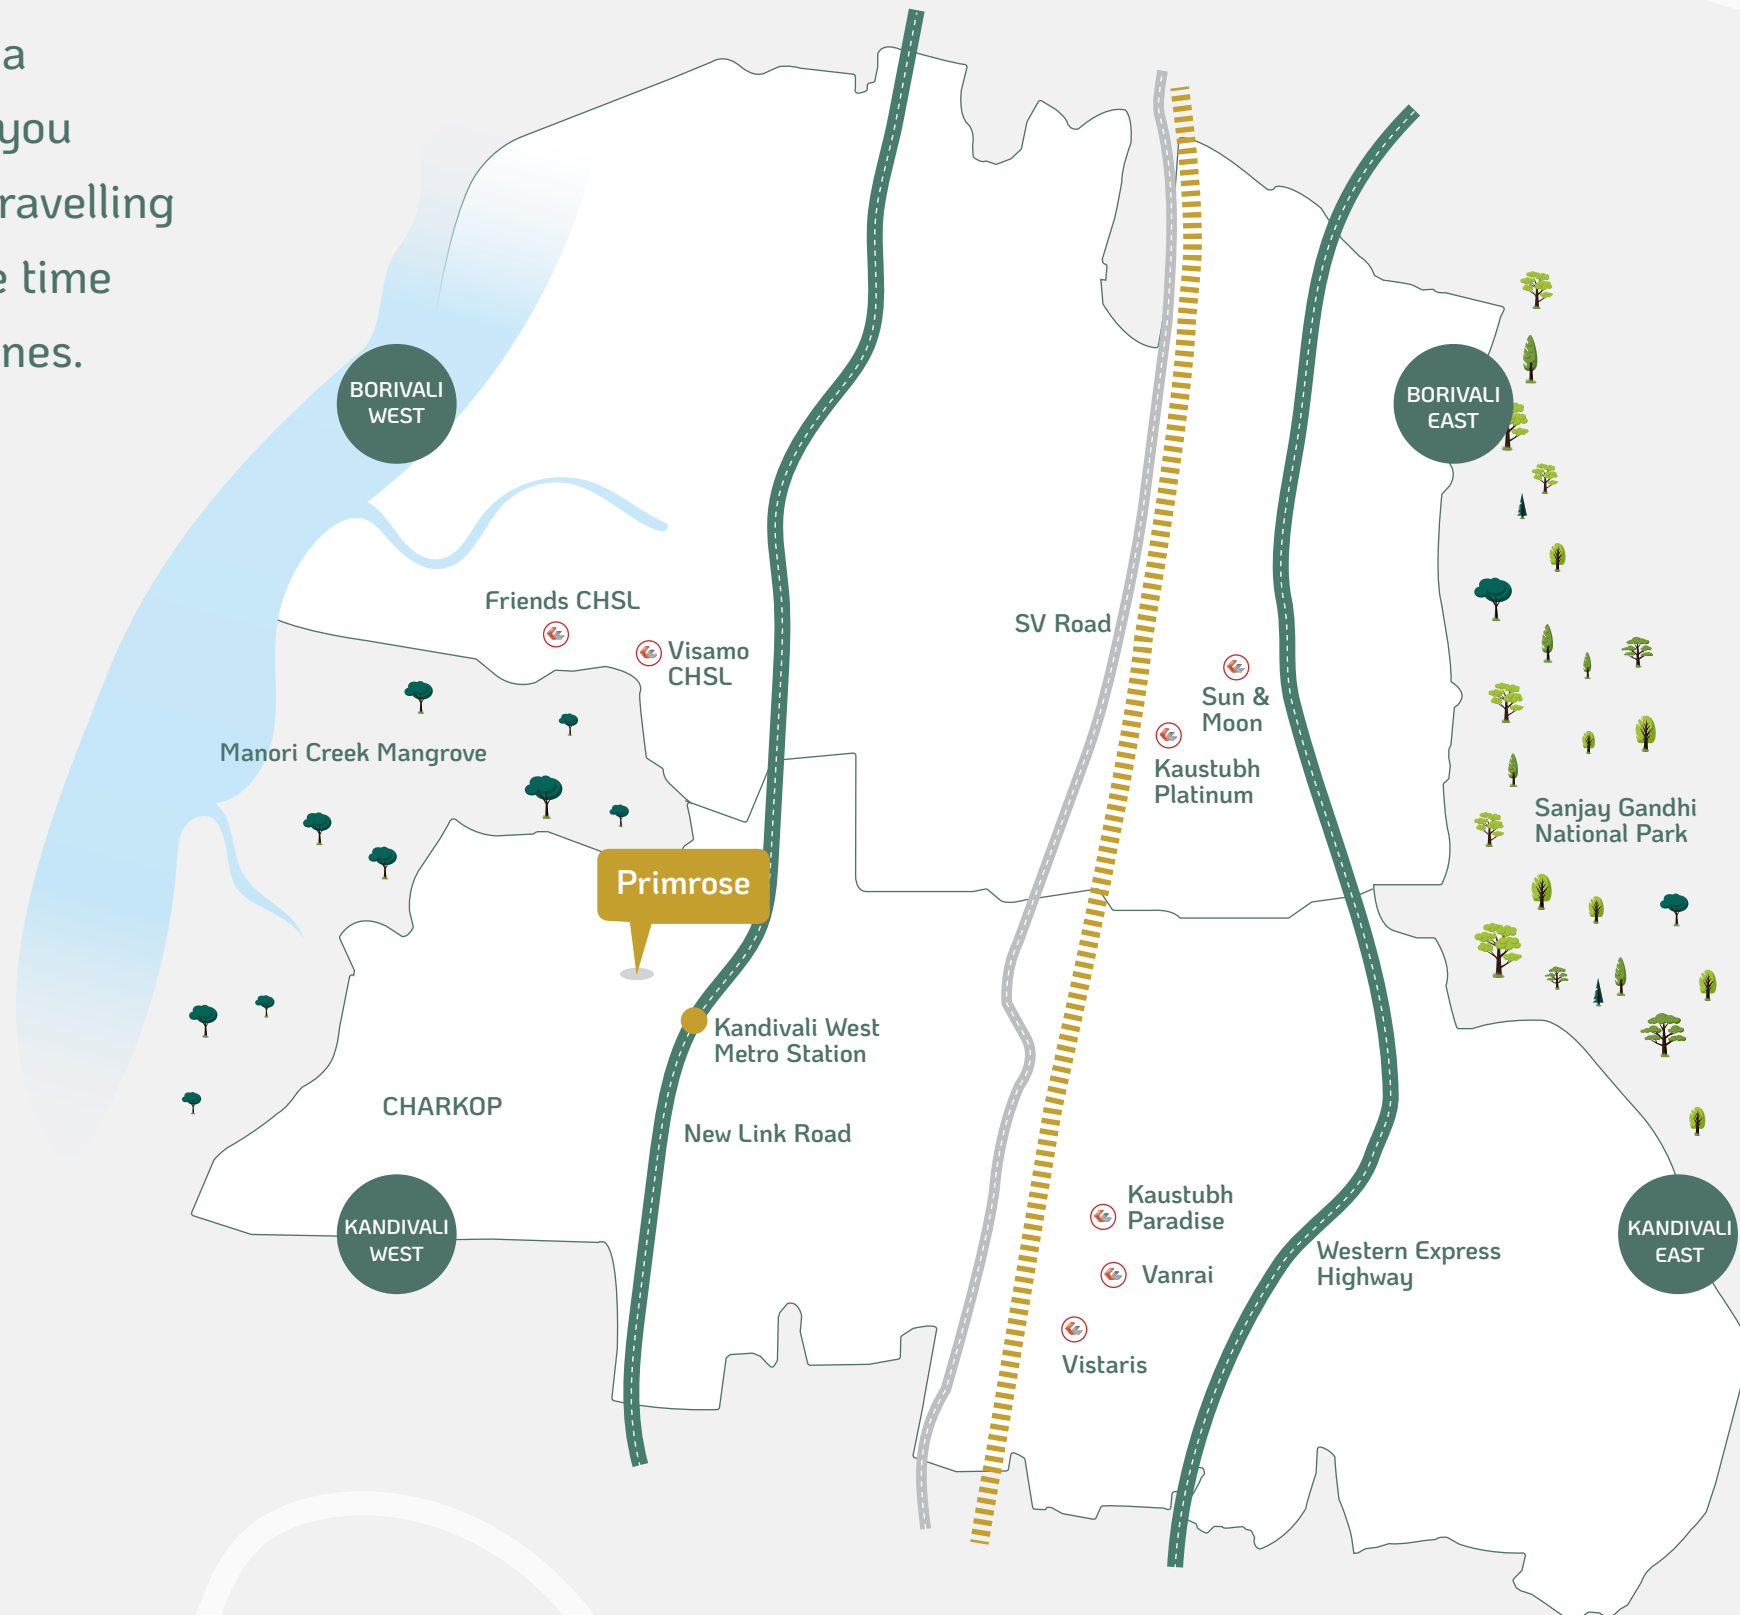 a
you
ravelling
e time
nes.
BORIVALI
WEST
BORIVALI
EAST
Friends CHSL
Visamo
CHSL
SV Road
Sun &
Moon
Manori Creek Mangrove
Kaustubh
Platinum
Sanjay Gandhi
National Park
Primrose
Kandivali West
Metro Station
CHARKOP
New Link Road
Kaustubh
Paradise
KANDIVALI
WEST
KANDIVALI
EAST
Western Express
Highway
Vanrai
Vistaris